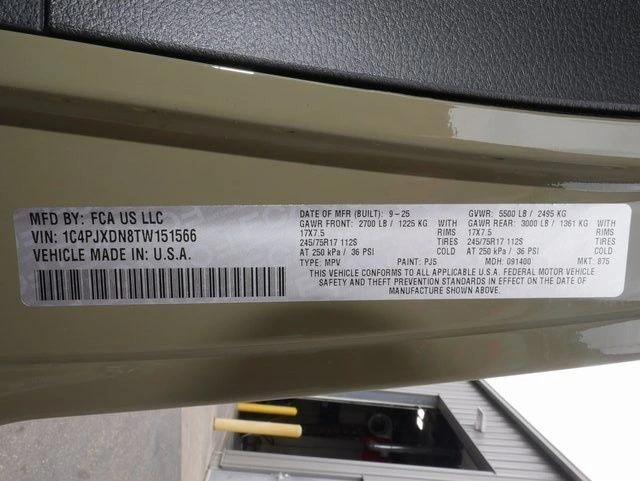 MFD BY: FCA US LLC
VIN: 1C4PJXDN8TW151566
VEHICLE MADE IN: U.S.A.
DATE OF MFR (BUILT): 9-25 GVWR: 5500 LB / 2495 KG
GAWR FRONT: 2700 LB / 1225 KG WITH GAWR REAR: 3000 LB / 1361 KG WITH
17X7.5 RIMS 17X7.5 RIMS
245/75R17 112S TIRES 245/75R17 112S TIRES
AT 250 kPa / 36 PSI COLD AT 250 kPa / 36 PSI COLD
TYPE: MPV PAINT: PJ5 MDH: 091400 MKT: 875
THIS VEHICLE CONFORMS TO ALL APPLICABLE U.S.A. FEDERAL MOTOR VEHICLE
SAFETY AND THEFT PREVENTION STANDARDS IN EFFECT ON THE DATE OF
MANUFACTURE SHOWN ABOVE.